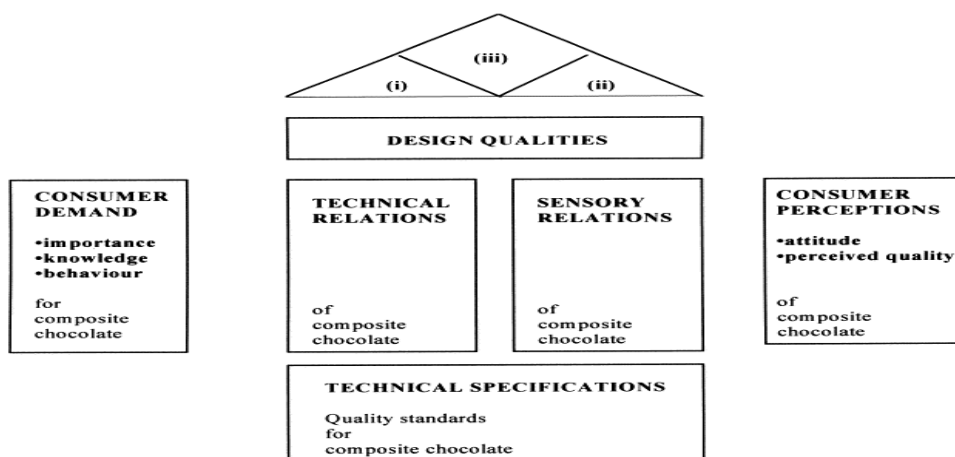 (iii)
(i)
(ii)
DESIGN QUALITIES
CONSUMER
DEMAND
•importance
•knowledge
•behaviour
for
composite
chocolate
TECHNICAL
RELATIONS
of
composite
chocolate
SENSORY
RELATIONS
of
composite
chocolate
CONSUMER
PERCEPTIONS
•attitude
•perceived quality
of
composite
chocolate
TECHNICAL SPECIFICATIONS
Quality standards
for
composite chocolate